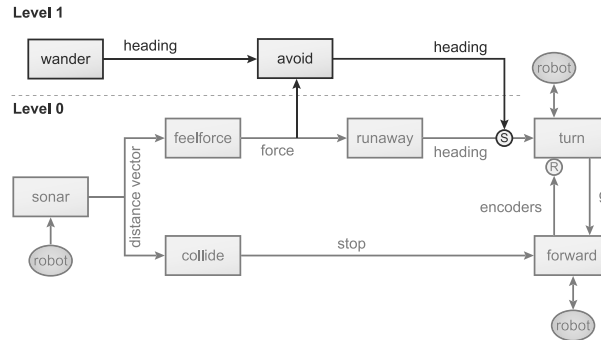 Level 1
heading
heading
wander
avoid
robot
Level 0
feelforce
force
runaway
heading
S
turn
R
distance vector
sonar
encoders
robot
collide
stop
forward
robot